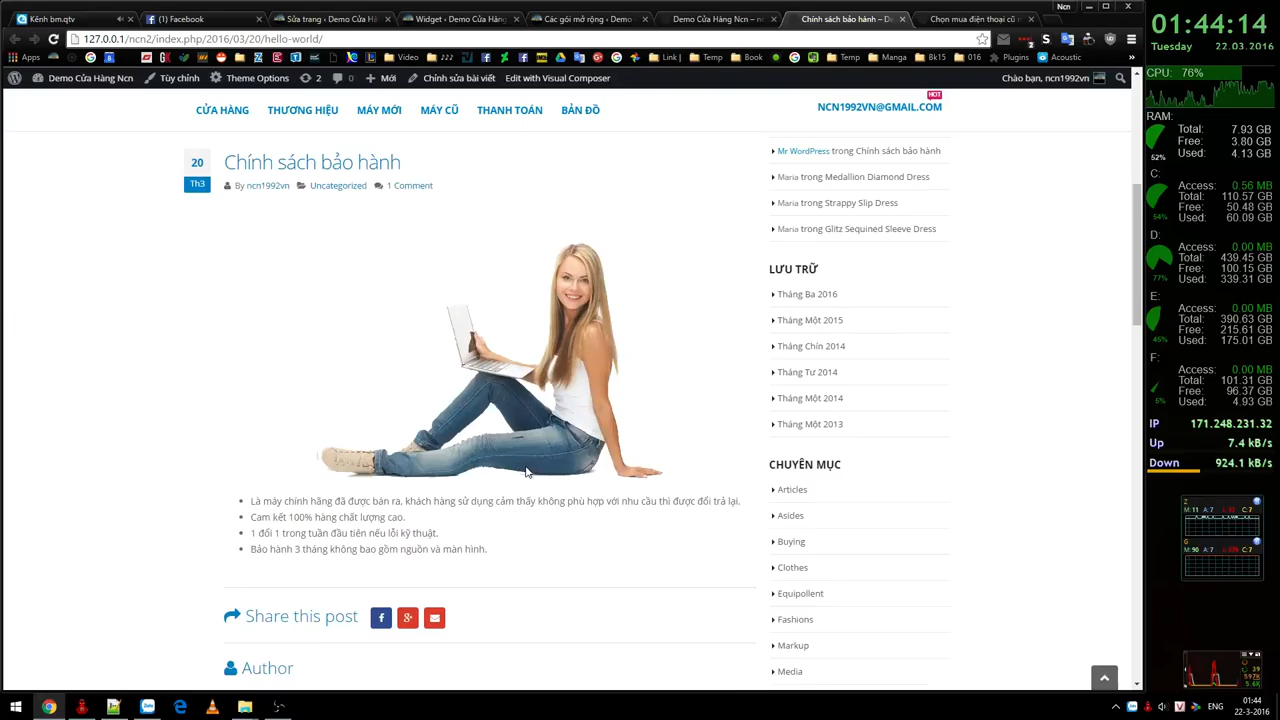 Kênh bm.qtv
(1) Facebook
Sửa trang ‹ Demo Cửa Hàng
Widget ‹ Demo Cửa Hàng
Các gói mở rộng ‹ Demo
Demo Cửa Hàng Ncn – n
Chính sách bảo hành – De
Chọn mua điện thoại cũ n
Ncn
127.0.0.1/ncn2/index.php/2016/03/20/hello-world/
Apps
Video
zzz
Link |
Temp
Book
Temp
Manga
Bk15
016
Plugins
Acoustic
Demo Cửa Hàng Ncn
Tùy chỉnh
Theme Options
2
0
Mới
Chỉnh sửa bài viết
Edit with Visual Composer
Chào bạn, ncn1992vn
CỬA HÀNG
THƯƠNG HIỆU
MÁY MỚI
MÁY CŨ
THANH TOÁN
BẢN ĐỒ
HOT
NCN1992VN@GMAIL.COM
20
Th3
Chính sách bảo hành
By ncn1992vn
Uncategorized
1 Comment
Là máy chính hãng đã được bán ra, khách hàng sử dụng cảm thấy không phù hợp với nhu cầu thì được đổi trả lại.
Cam kết 100% hàng chất lượng cao.
1 đổi 1 trong tuần đầu tiên nếu lỗi kỹ thuật.
Bảo hành 3 tháng không bao gồm nguồn và màn hình.
Share this post
Author
Mr WordPress trong Chính sách bảo hành
Maria trong Medallion Diamond Dress
Maria trong Strappy Slip Dress
Maria trong Glitz Sequined Sleeve Dress
LƯU TRỮ
Tháng Ba 2016
Tháng Một 2015
Tháng Chín 2014
Tháng Tư 2014
Tháng Một 2014
Tháng Một 2013
CHUYÊN MỤC
Articles
Asides
Buying
Clothes
Equipollent
Fashions
Markup
Media
01:44:14
Tuesday 22.03.2016
CPU: 76%
RAM:
Total: 7.93 GB
Free: 3.80 GB
52% Used: 4.13 GB
C:
Access: 0.56 MB
Total: 110.57 GB
Free: 50.48 GB
54% Used: 60.09 GB
D:
Access: 0.00 MB
Total: 439.45 GB
Free: 100.15 GB
77% Used: 339.31 GB
E:
Access: 0.00 MB
Total: 390.63 GB
Free: 215.61 GB
45% Used: 175.01 GB
F:
Access: 0.00 MB
Total: 101.31 GB
Free: 96.37 GB
5% Used: 4.93 GB
IP 171.248.231.32
Up 7.4 kB/s
Down 924.1 kB/s
ENG
01:44
22-3-2016